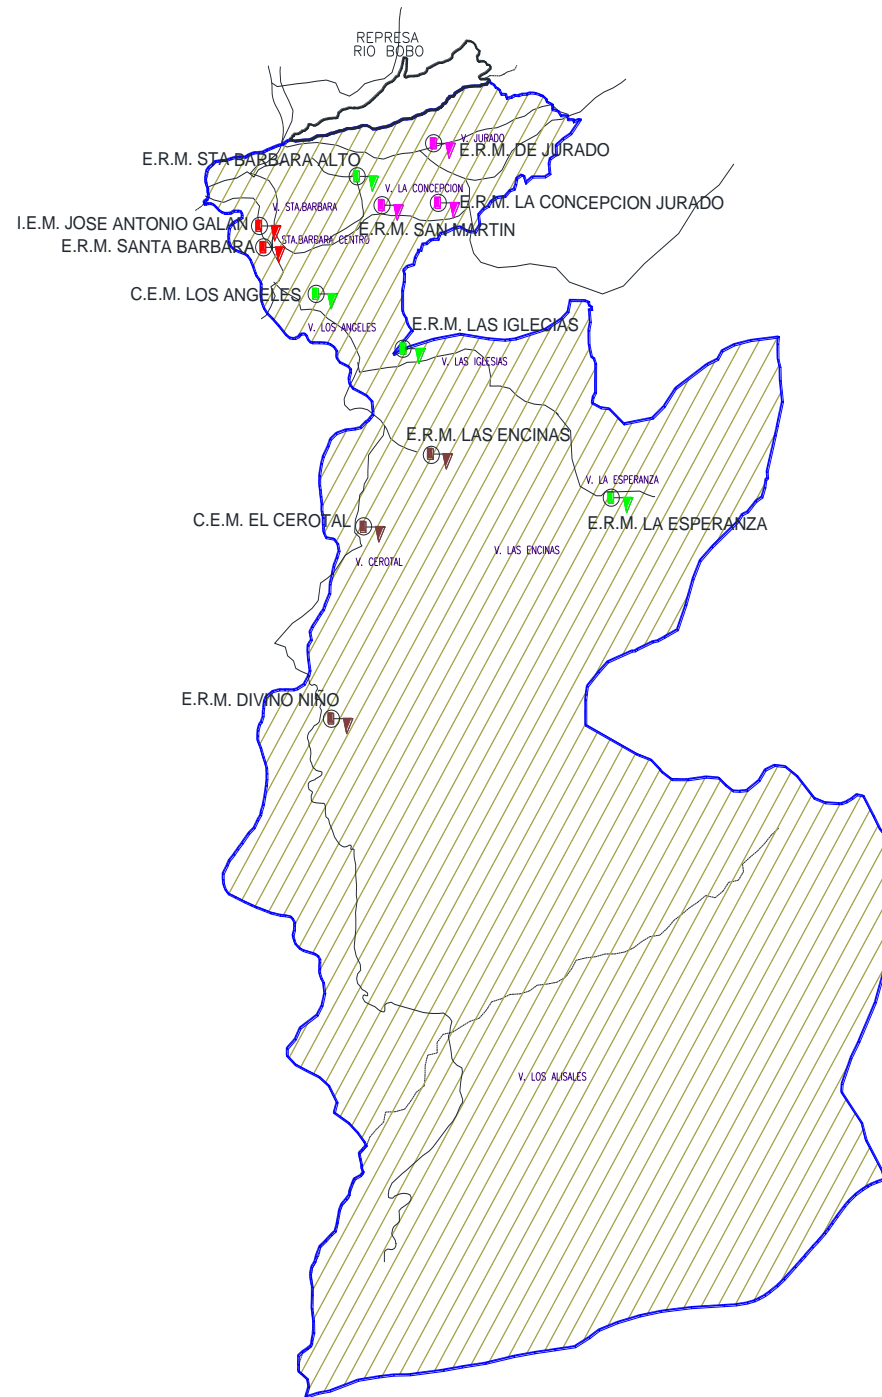 REPRESA
RIO BOBO
V. JURADO
E.R.M. DE JURADO
E.R.M. STA BARBARA ALTO
V. LA CONCEPCION
E.R.M. LA CONCEPCION JURADO
V. STA.BARBARA
I.E.M. JOSE ANTONIO GALAN
E.R.M. SAN MARTIN
STA.BARBARA CENTRO
E.R.M. SANTA BARBARA
C.E.M. LOS ANGELES
V. LOS ANGELES
E.R.M. LAS IGLECIAS
V. LAS IGLESIAS
E.R.M. LAS ENCINAS
V. LA ESPERANZA
C.E.M. EL CEROTAL
E.R.M. LA ESPERANZA
V. LAS ENCINAS
V. CEROTAL
E.R.M. DIVINO NIÑO
V. LOS ALISALES